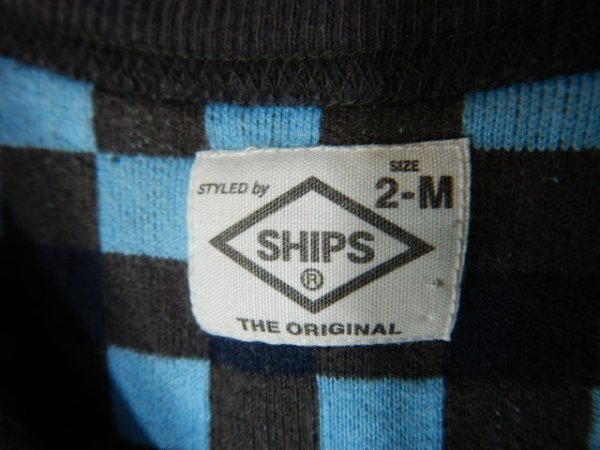 STYLED by
SIZE
2-M
SHIPS
®
THE ORIGINAL